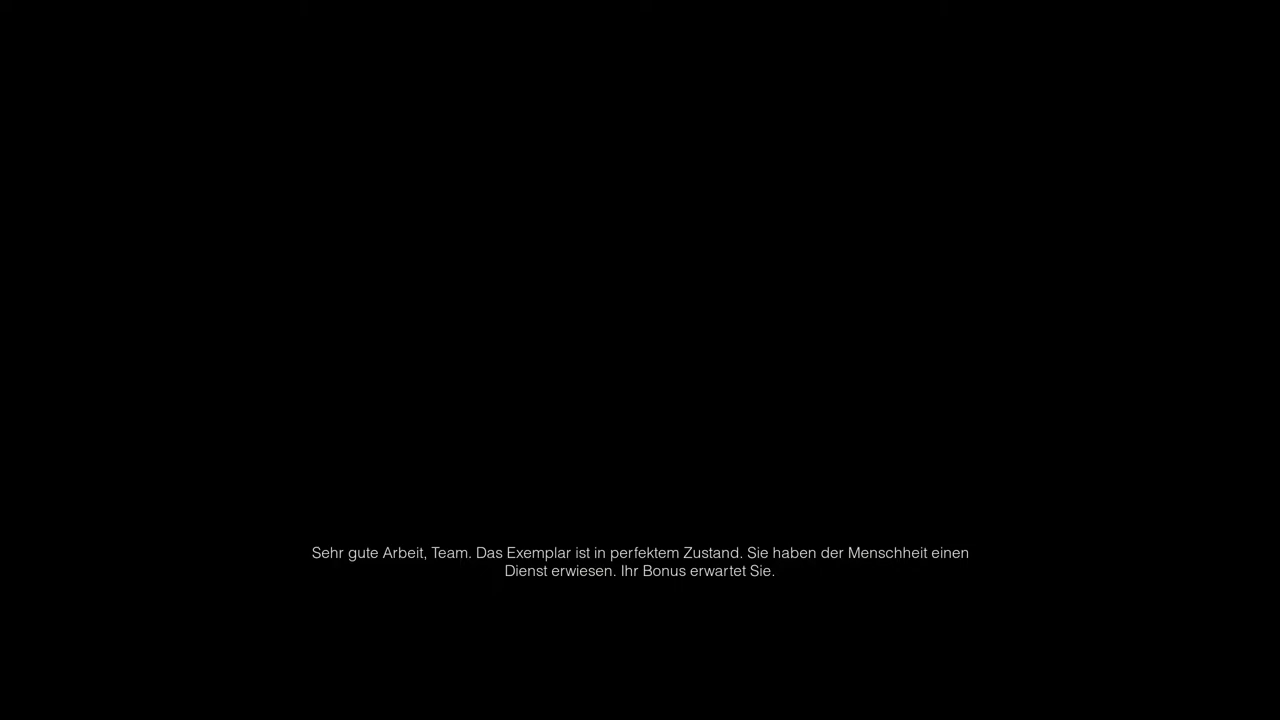 Sehr gute Arbeit, Team. Das Exemplar ist in perfektem Zustand. Sie haben der Menschheit einen
Dienst erwiesen. Ihr Bonus erwartet Sie.